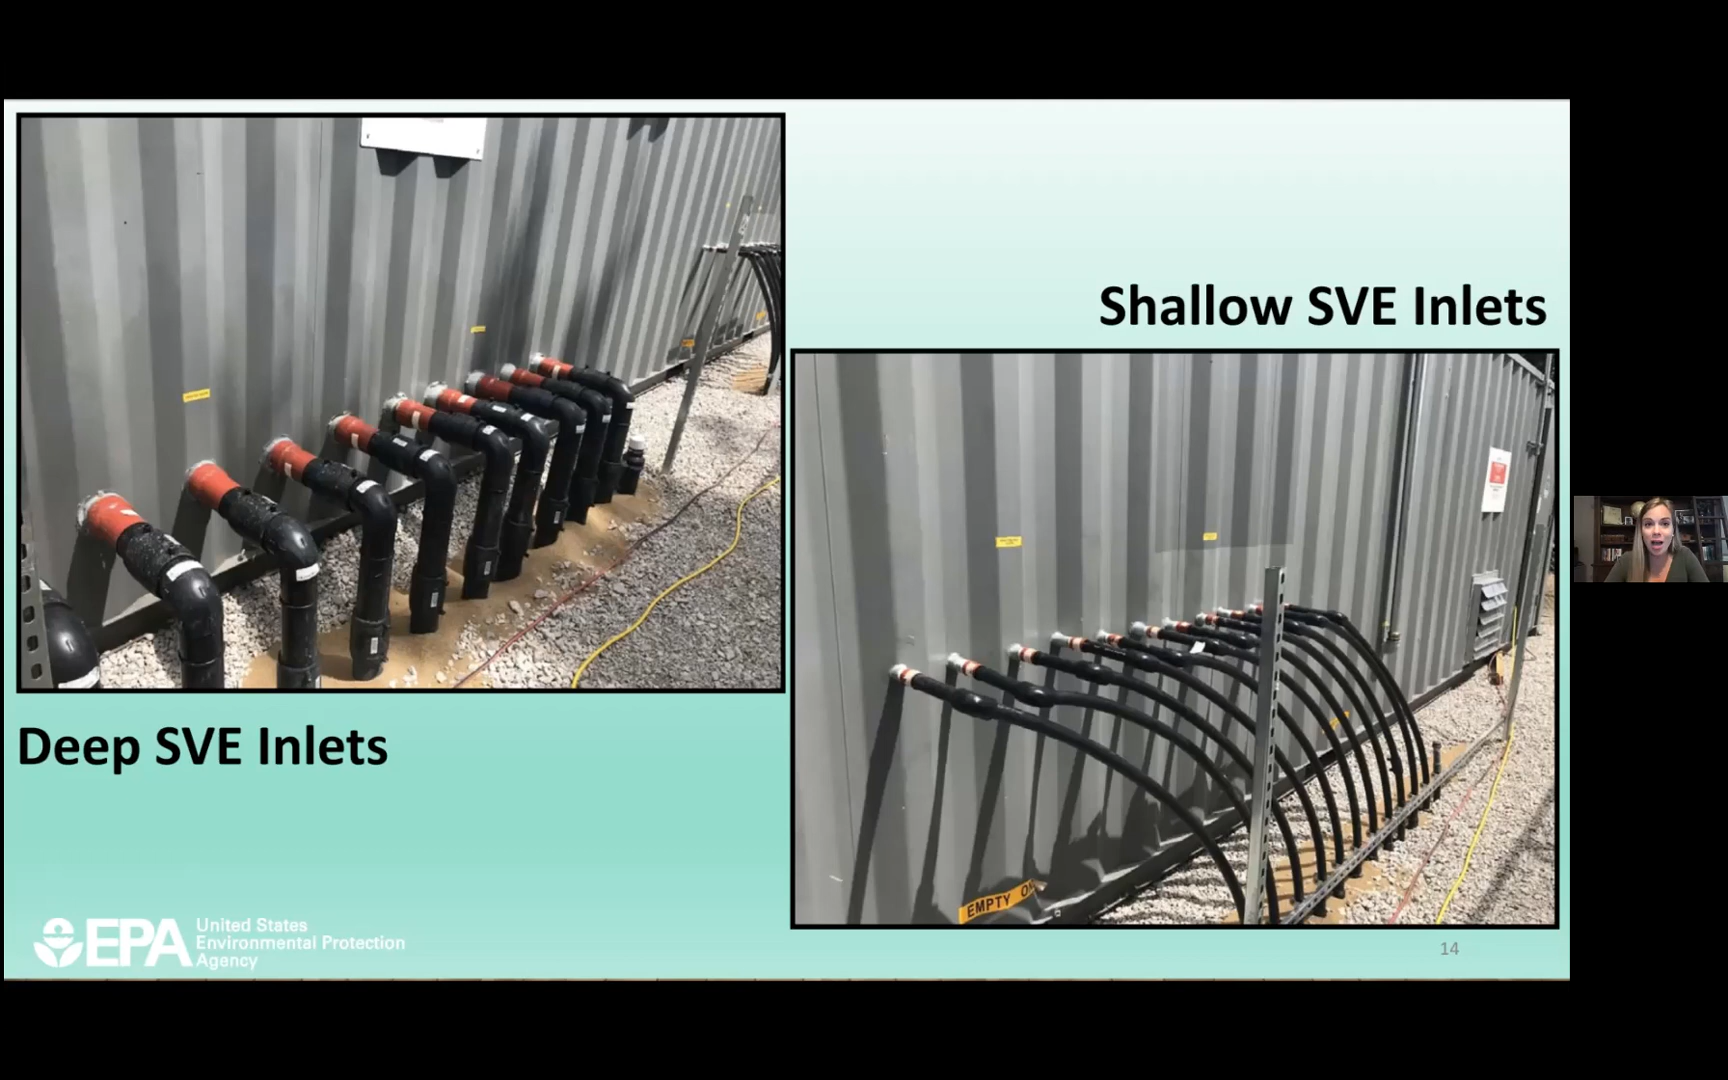 Shallow SVE Inlets
Deep SVE Inlets
EMPTY
EPA
United States
Environmental Protection
Agency
14